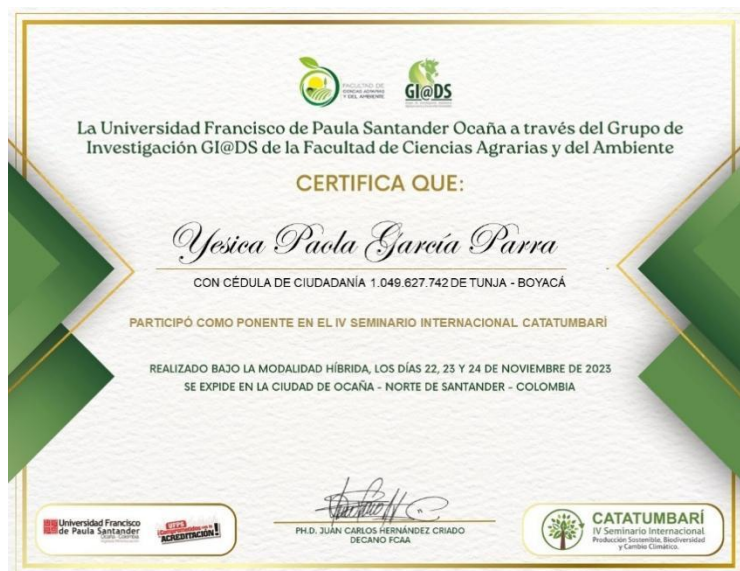 FACULTAD DE
CIENCIAS AGRARIAS
Y DEL AMBIENTE
GI@DS
La Universidad Francisco de Paula Santander Ocaña a través del Grupo de
Investigación GI@DS de la Facultad de Ciencias Agrarias y del Ambiente
CERTIFICA QUE:
Yesica Paola García Parra
CON CÉDULA DE CIUDADANÍA 1.049.627.742 DE TUNJA - BOYACÁ
PARTICIPÓ COMO PONENTE EN EL IV SEMINARIO INTERNACIONAL CATATUMBARÍ
REALIZADO BAJO LA MODALIDAD HÍBRIDA, LOS DÍAS 22, 23 Y 24 DE NOVIEMBRE DE 2023
SE EXPIDE EN LA CIUDAD DE OCAÑA - NORTE DE SANTANDER - COLOMBIA
PH.D. JUAN CARLOS HERNÁNDEZ CRIADO
DECANO FCAA
Universidad Francisco
de Paula Santander
Ocaña - Colombia
UFPS
ACREDITACIÓN!
CATATUMBARÍ
IV Seminario Internacional
Producción Sostenible, Biodiversidad
y Cambio Climático.